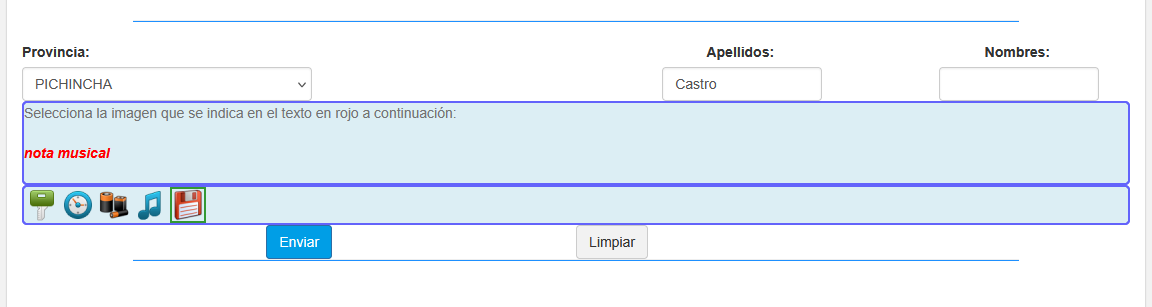 Provincia: Apellidos: Nombres:
PICHINCHA Castro
Selecciona la imagen que se indica en el texto en rojo a continuación:
nota musical
Enviar Limpiar